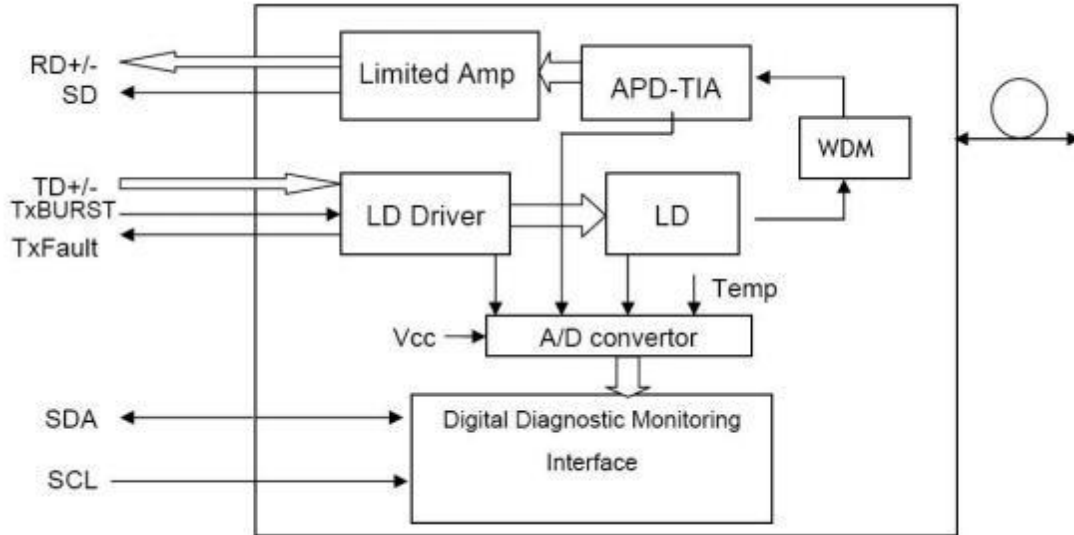 RD+/-
SD
Limited Amp
APD-TIA
WDM
TD+/-
TxBURST
TxFault
LD Driver
LD
Temp
Vcc
A/D convertor
SDA
SCL
Digital Diagnostic Monitoring
Interface